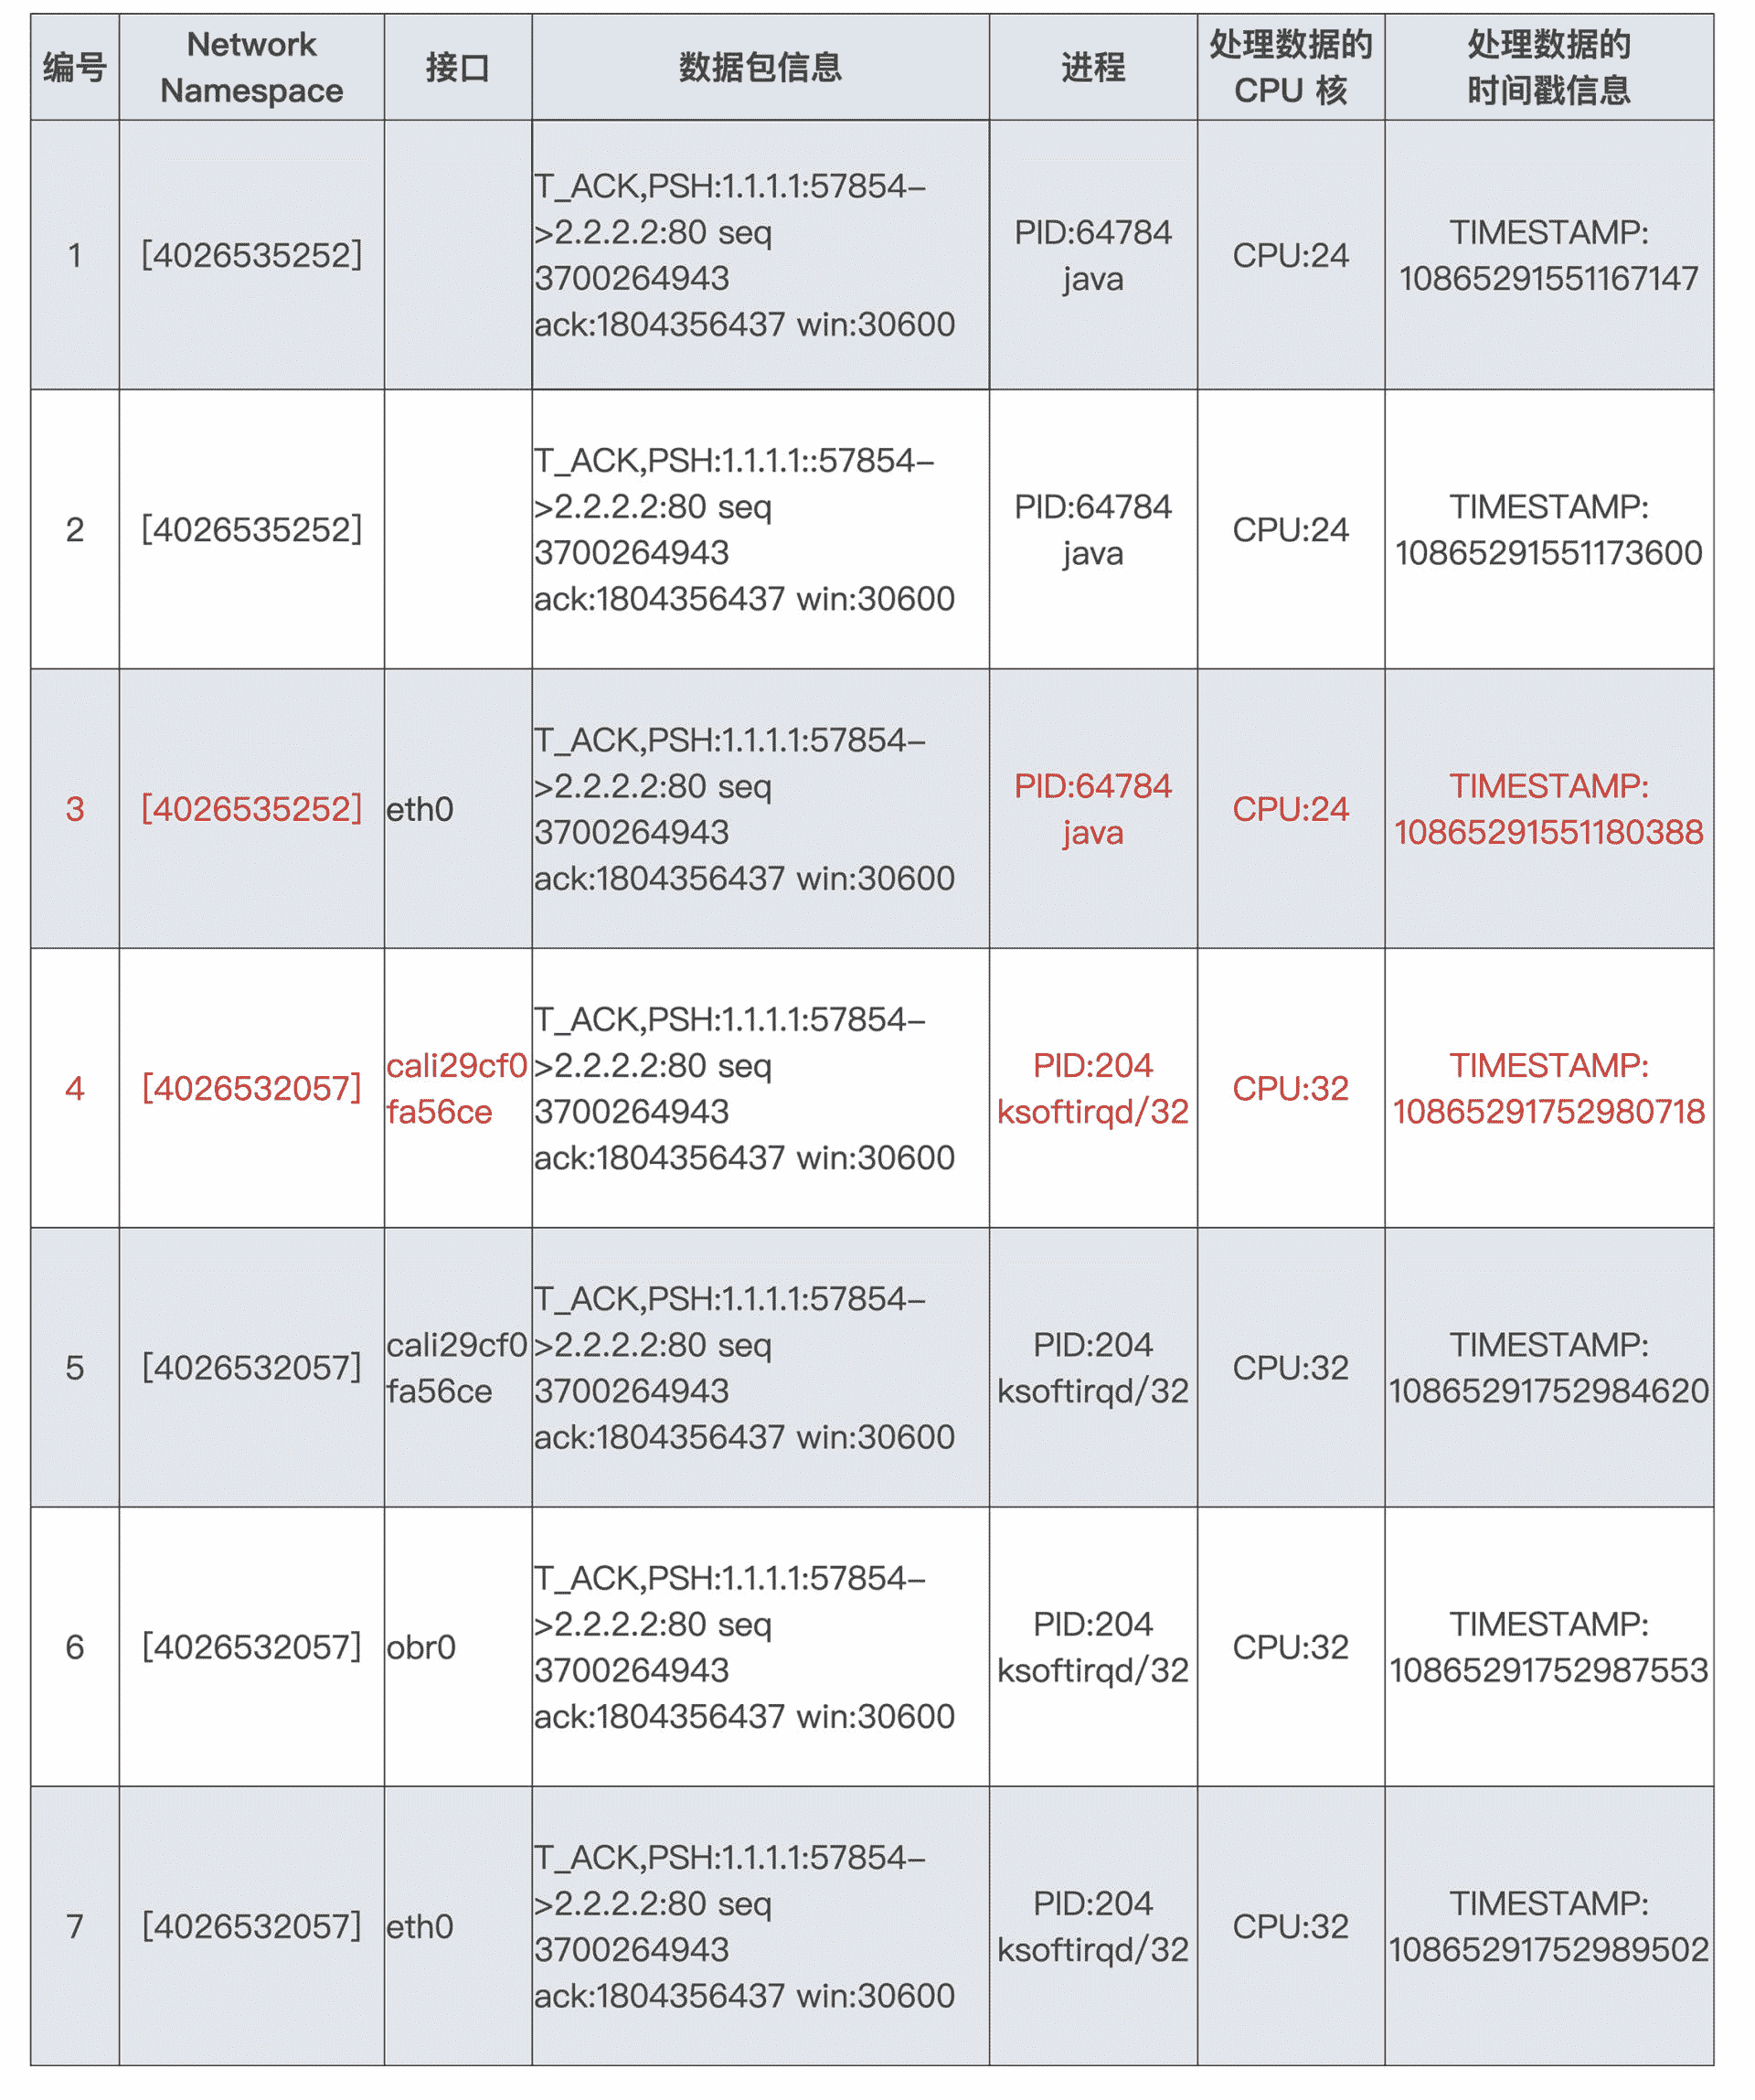 编号
Network
Namespace
接口
数据包信息
进程
处理数据的
CPU 核
处理数据的
时间戳信息
1
[4026535252]
T_ACK,PSH:1.1.1.1:57854–
>2.2.2.2:80 seq
3700264943
ack:1804356437 win:30600
PID:64784
java
CPU:24
TIMESTAMP:
10865291551167147
2
[4026535252]
T_ACK,PSH:1.1.1.1::57854–
>2.2.2.2:80 seq
3700264943
ack:1804356437 win:30600
PID:64784
java
CPU:24
TIMESTAMP:
10865291551173600
3
[4026535252]
eth0
T_ACK,PSH:1.1.1.1:57854–
>2.2.2.2:80 seq
3700264943
ack:1804356437 win:30600
PID:64784
java
CPU:24
TIMESTAMP:
10865291551180388
4
[4026532057]
cali29cf0
fa56ce
T_ACK,PSH:1.1.1.1:57854–
>2.2.2.2:80 seq
3700264943
ack:1804356437 win:30600
PID:204
ksoftirqd/32
CPU:32
TIMESTAMP:
10865291752980718
5
[4026532057]
cali29cf0
fa56ce
T_ACK,PSH:1.1.1.1:57854–
>2.2.2.2:80 seq
3700264943
ack:1804356437 win:30600
PID:204
ksoftirqd/32
CPU:32
TIMESTAMP:
10865291752984620
6
[4026532057]
obr0
T_ACK,PSH:1.1.1.1:57854–
>2.2.2.2:80 seq
3700264943
ack:1804356437 win:30600
PID:204
ksoftirqd/32
CPU:32
TIMESTAMP:
10865291752987553
7
[4026532057]
eth0
T_ACK,PSH:1.1.1.1:57854–
>2.2.2.2:80 seq
3700264943
ack:1804356437 win:30600
PID:204
ksoftirqd/32
CPU:32
TIMESTAMP:
10865291752989502